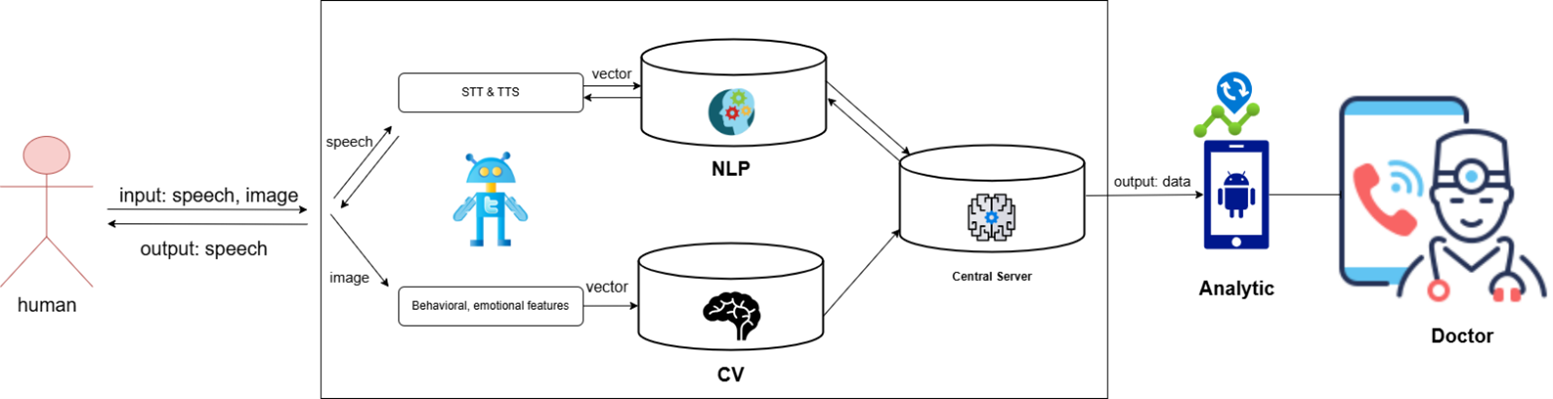 human
input: speech, image
output: speech
speech
image
STT & TTS
vector
NLP
Behavioral, emotional features
vector
CV
Central Server
output: data
Analytic
Doctor